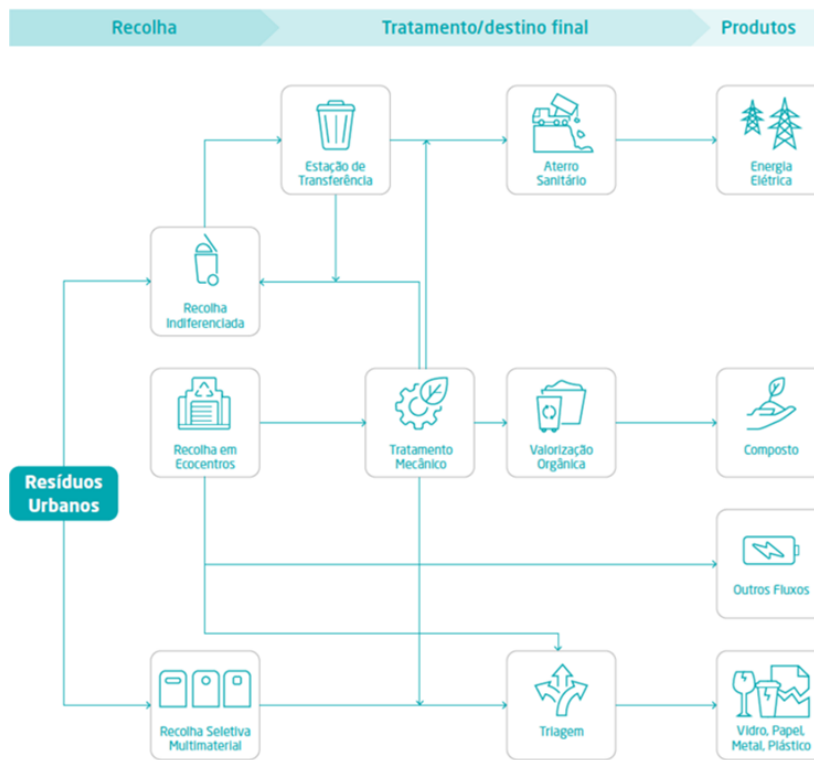 Recolha
Tratamento/destino final
Produtos
Estação de
Transferência
Aterro
Sanitário
Energia
Elétrica
Recolha
Indiferenciada
Recolha em
Ecocentros
Tratamento
Mecânico
Valorização
Orgânica
Composto
Resíduos
Urbanos
Outros Fluxos
Recolha Seletiva
Multimaterial
Triagem
Vidro, Papel,
Metal, Plástico